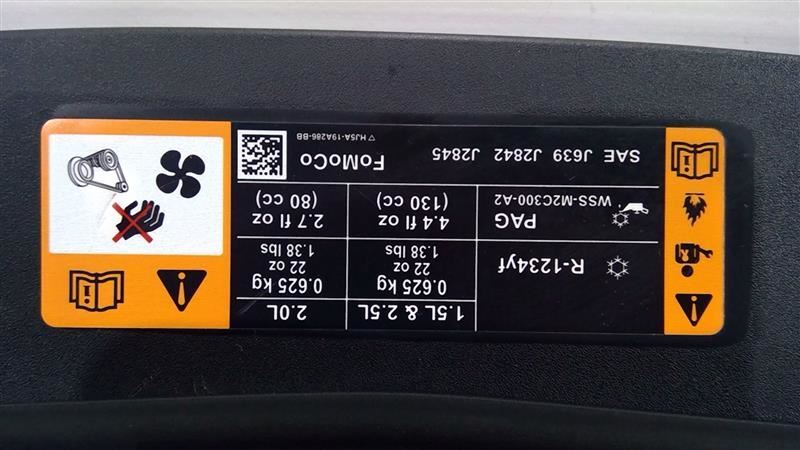 1.5L & 2.5L 2.0L
R-1234yf 0.625 kg 0.625 kg
22 oz 22 oz
1.38 lbs 1.38 lbs
PAG 4.4 fl oz 2.7 fl oz
WSS-M2C300-A2 (130 cc) (80 cc)
SAE J639 J2842 J2845 FoMoCo
▽ HJ5A-19A286-BB